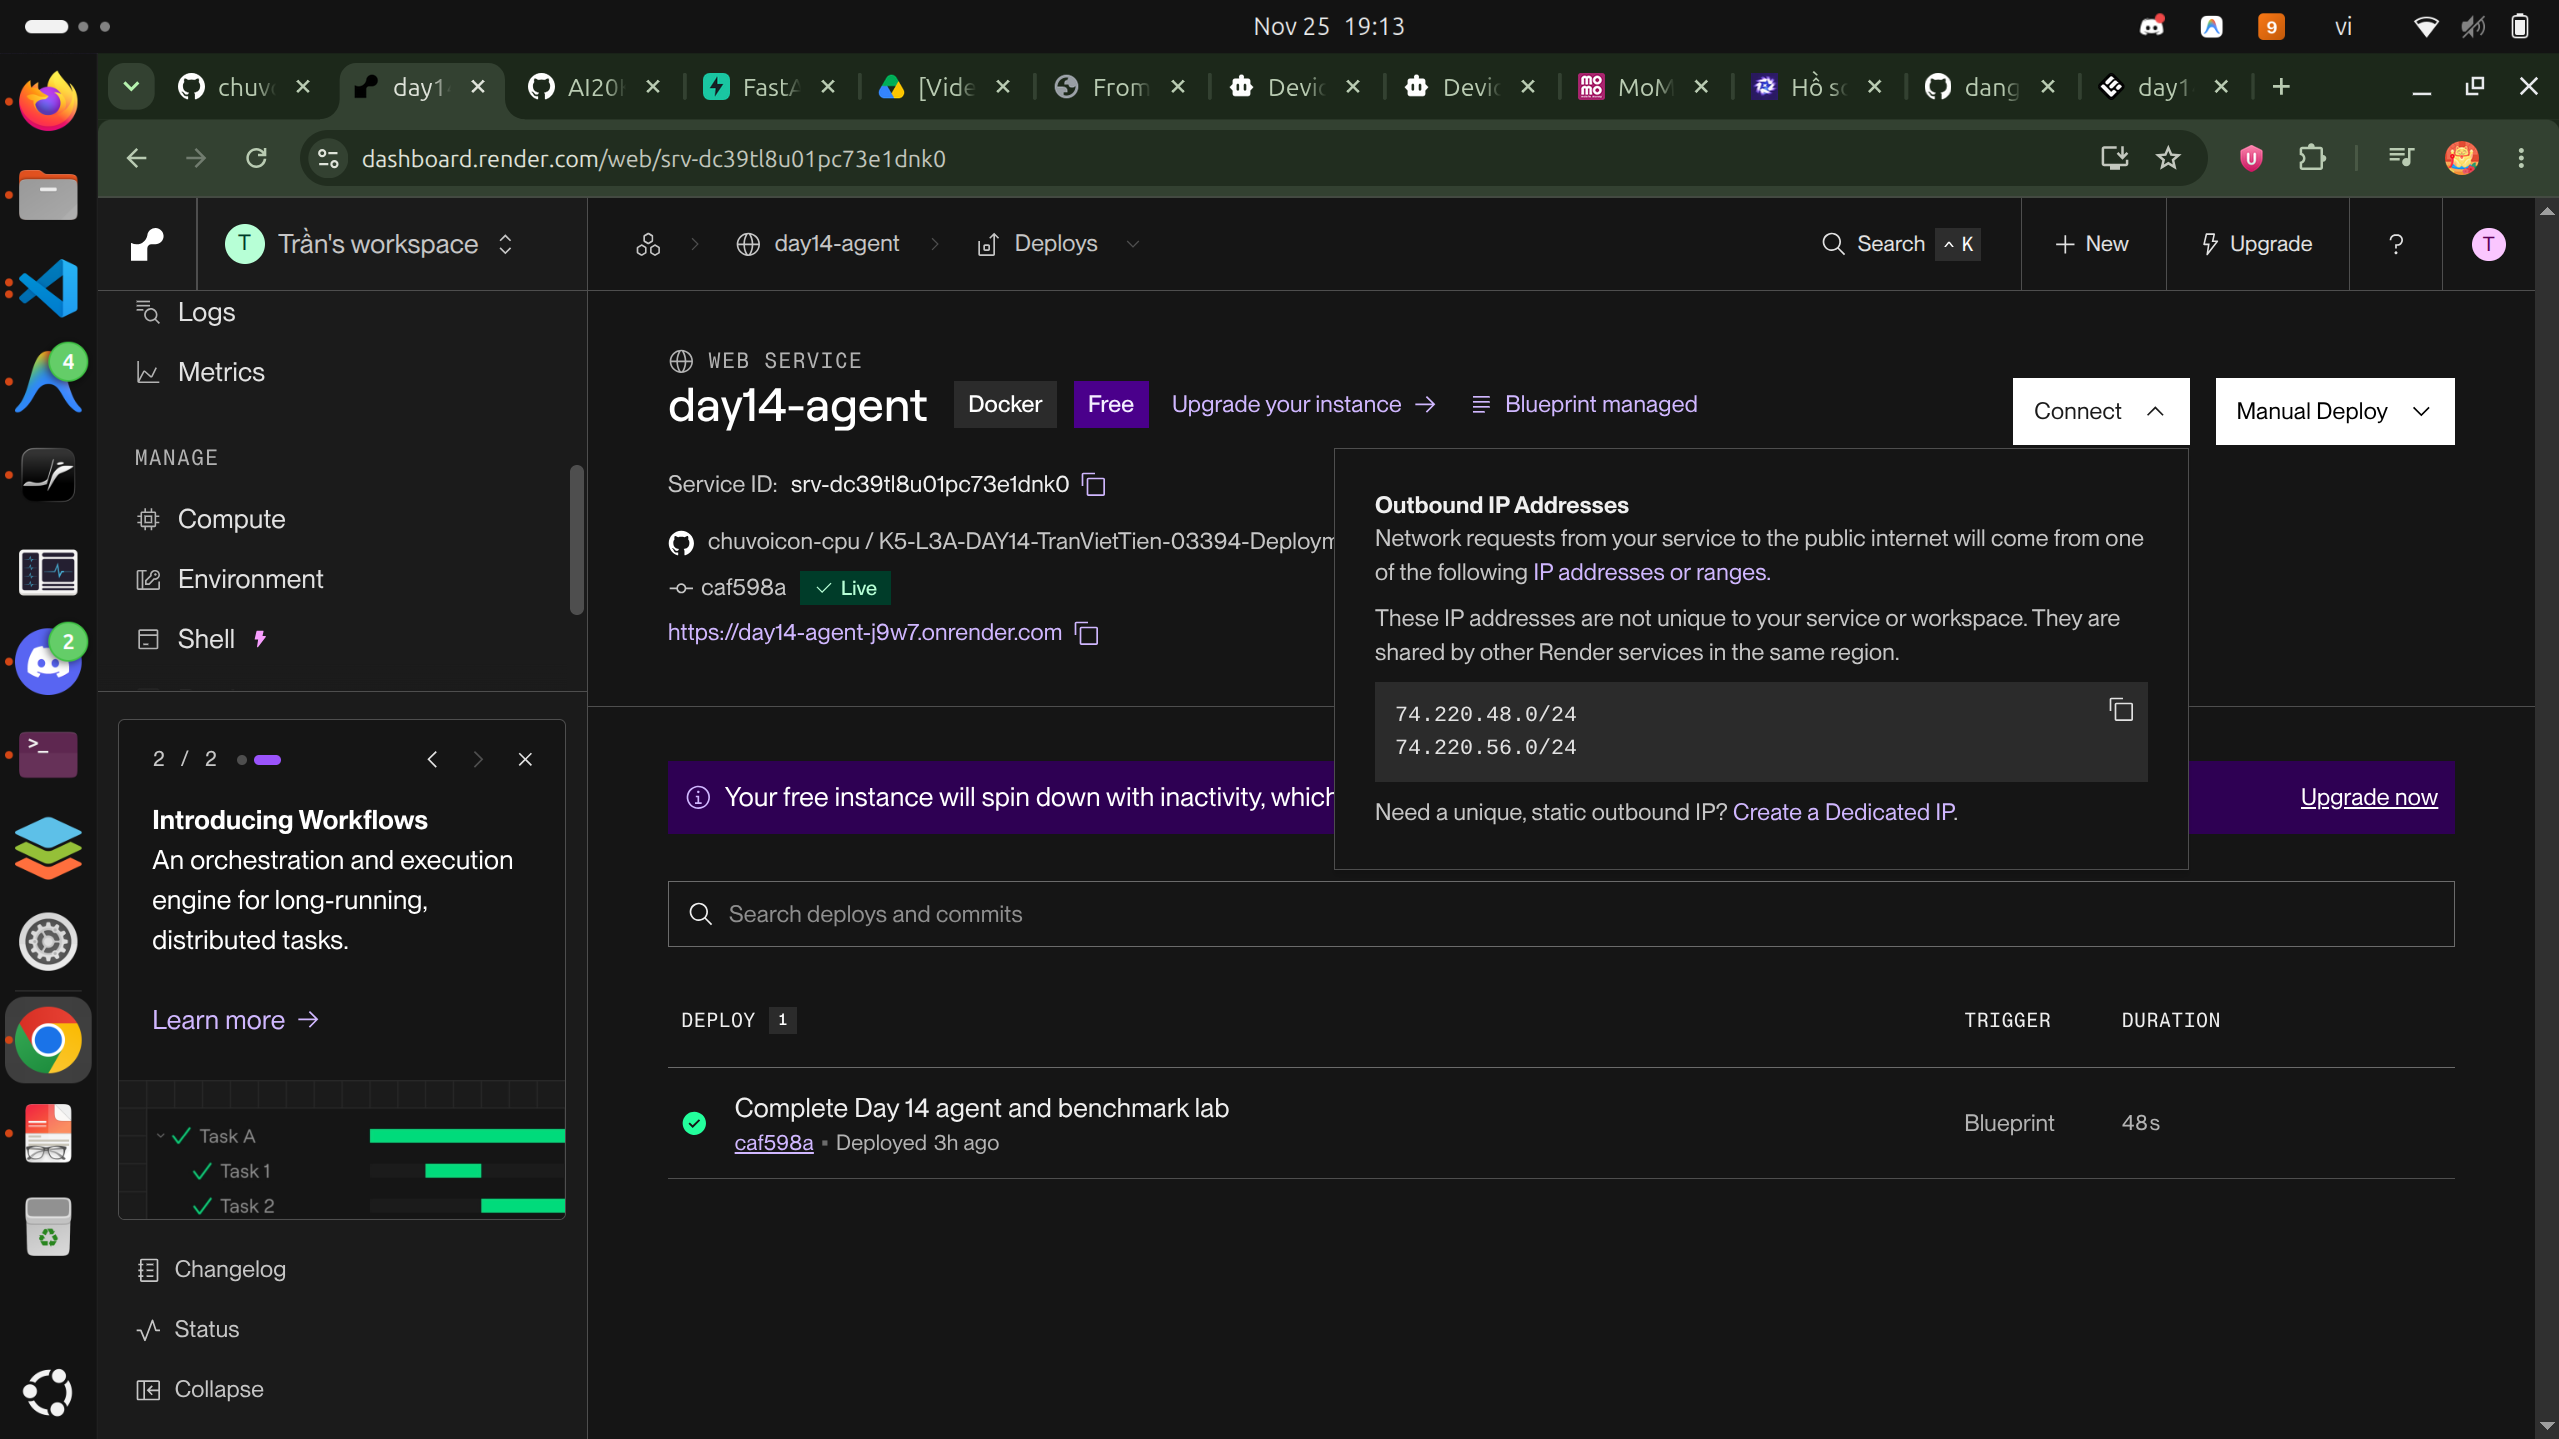 Nov 25 19:13
9
vi
chuvo
day1
AI20
FastA
[Vide
From
Devic
Devic
MoM
Hồ sơ
dang
day1
dashboard.render.com/web/srv-dc39tl8u01pc73e1dnk0
T
Trần's workspace
day14-agent
Deploys
Search
K
New
Upgrade
?
T
4
2
Logs
Metrics
MANAGE
Compute
Environment
Shell
2 / 2
Introducing Workflows
An orchestration and execution
engine for long-running,
distributed tasks.
Learn more
Task A
Task 1
Task 2
Changelog
Status
Collapse
WEB SERVICE
day14-agent
Docker
Free
Upgrade your instance
Blueprint managed
Connect
Manual Deploy
Service ID: srv-dc39tl8u01pc73e1dnk0
chuvoicon-cpu / K5-L3A-DAY14-TranVietTien-03394-Deploym
caf598a
Live
https://day14-agent-j9w7.onrender.com
Outbound IP Addresses
Network requests from your service to the public internet will come from one
of the following IP addresses or ranges.
These IP addresses are not unique to your service or workspace. They are
shared by other Render services in the same region.
74.220.48.0/24
74.220.56.0/24
Need a unique, static outbound IP? Create a Dedicated IP.
Your free instance will spin down with inactivity, which
Upgrade now
Search deploys and commits
DEPLOY 1
TRIGGER
DURATION
Complete Day 14 agent and benchmark lab
caf598a
Deployed 3h ago
Blueprint
48s